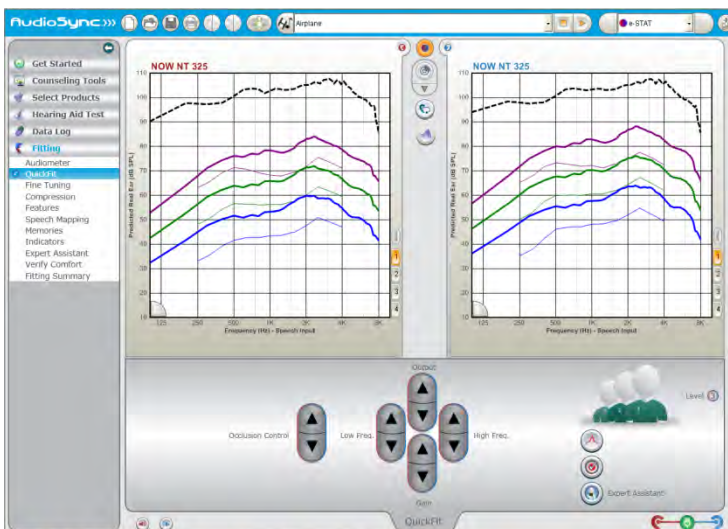 AudioSync
Airplane
e-STAT
Get Started
Counseling Tools
Select Products
Hearing Aid Test
Data Log
Fitting
Audiometer
QuickFit
Fine Tuning
Compression
Features
Speech Mapping
Memories
Indicators
Expert Assistant
Verify Comfort
Fitting Summary
NOW NT 325
Predicted Real Ear (dB SPL)
110
100
90
80
70
60
50
40
30
20
10
125 250 500 1K 2K 4K 8K
Frequency (Hz) - Speech Input
1
2
3
4
NOW NT 325
Predicted Real Ear (dB SPL)
110
100
90
80
70
60
50
40
30
20
10
125 250 500 1K 2K 4K 8K
Frequency (Hz) - Speech Input
1
2
3
4
Output
Occlusion Control
Low Freq.
High Freq.
Gain
Level 3
Expert Assistant
QuickFit